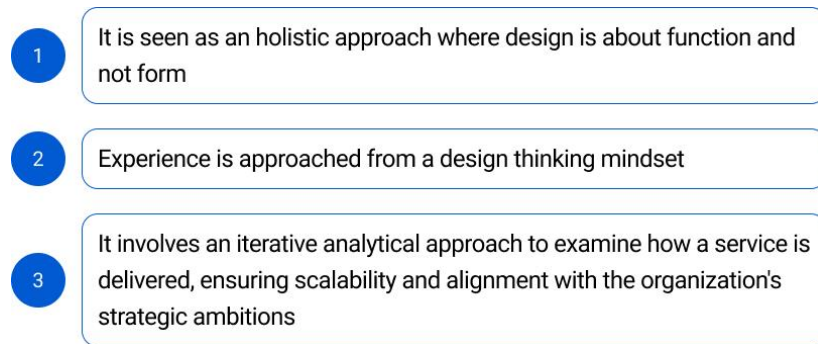 1
It is seen as an holistic approach where design is about function and
not form
2
Experience is approached from a design thinking mindset
3
It involves an iterative analytical approach to examine how a service is
delivered, ensuring scalability and alignment with the organization's
strategic ambitions